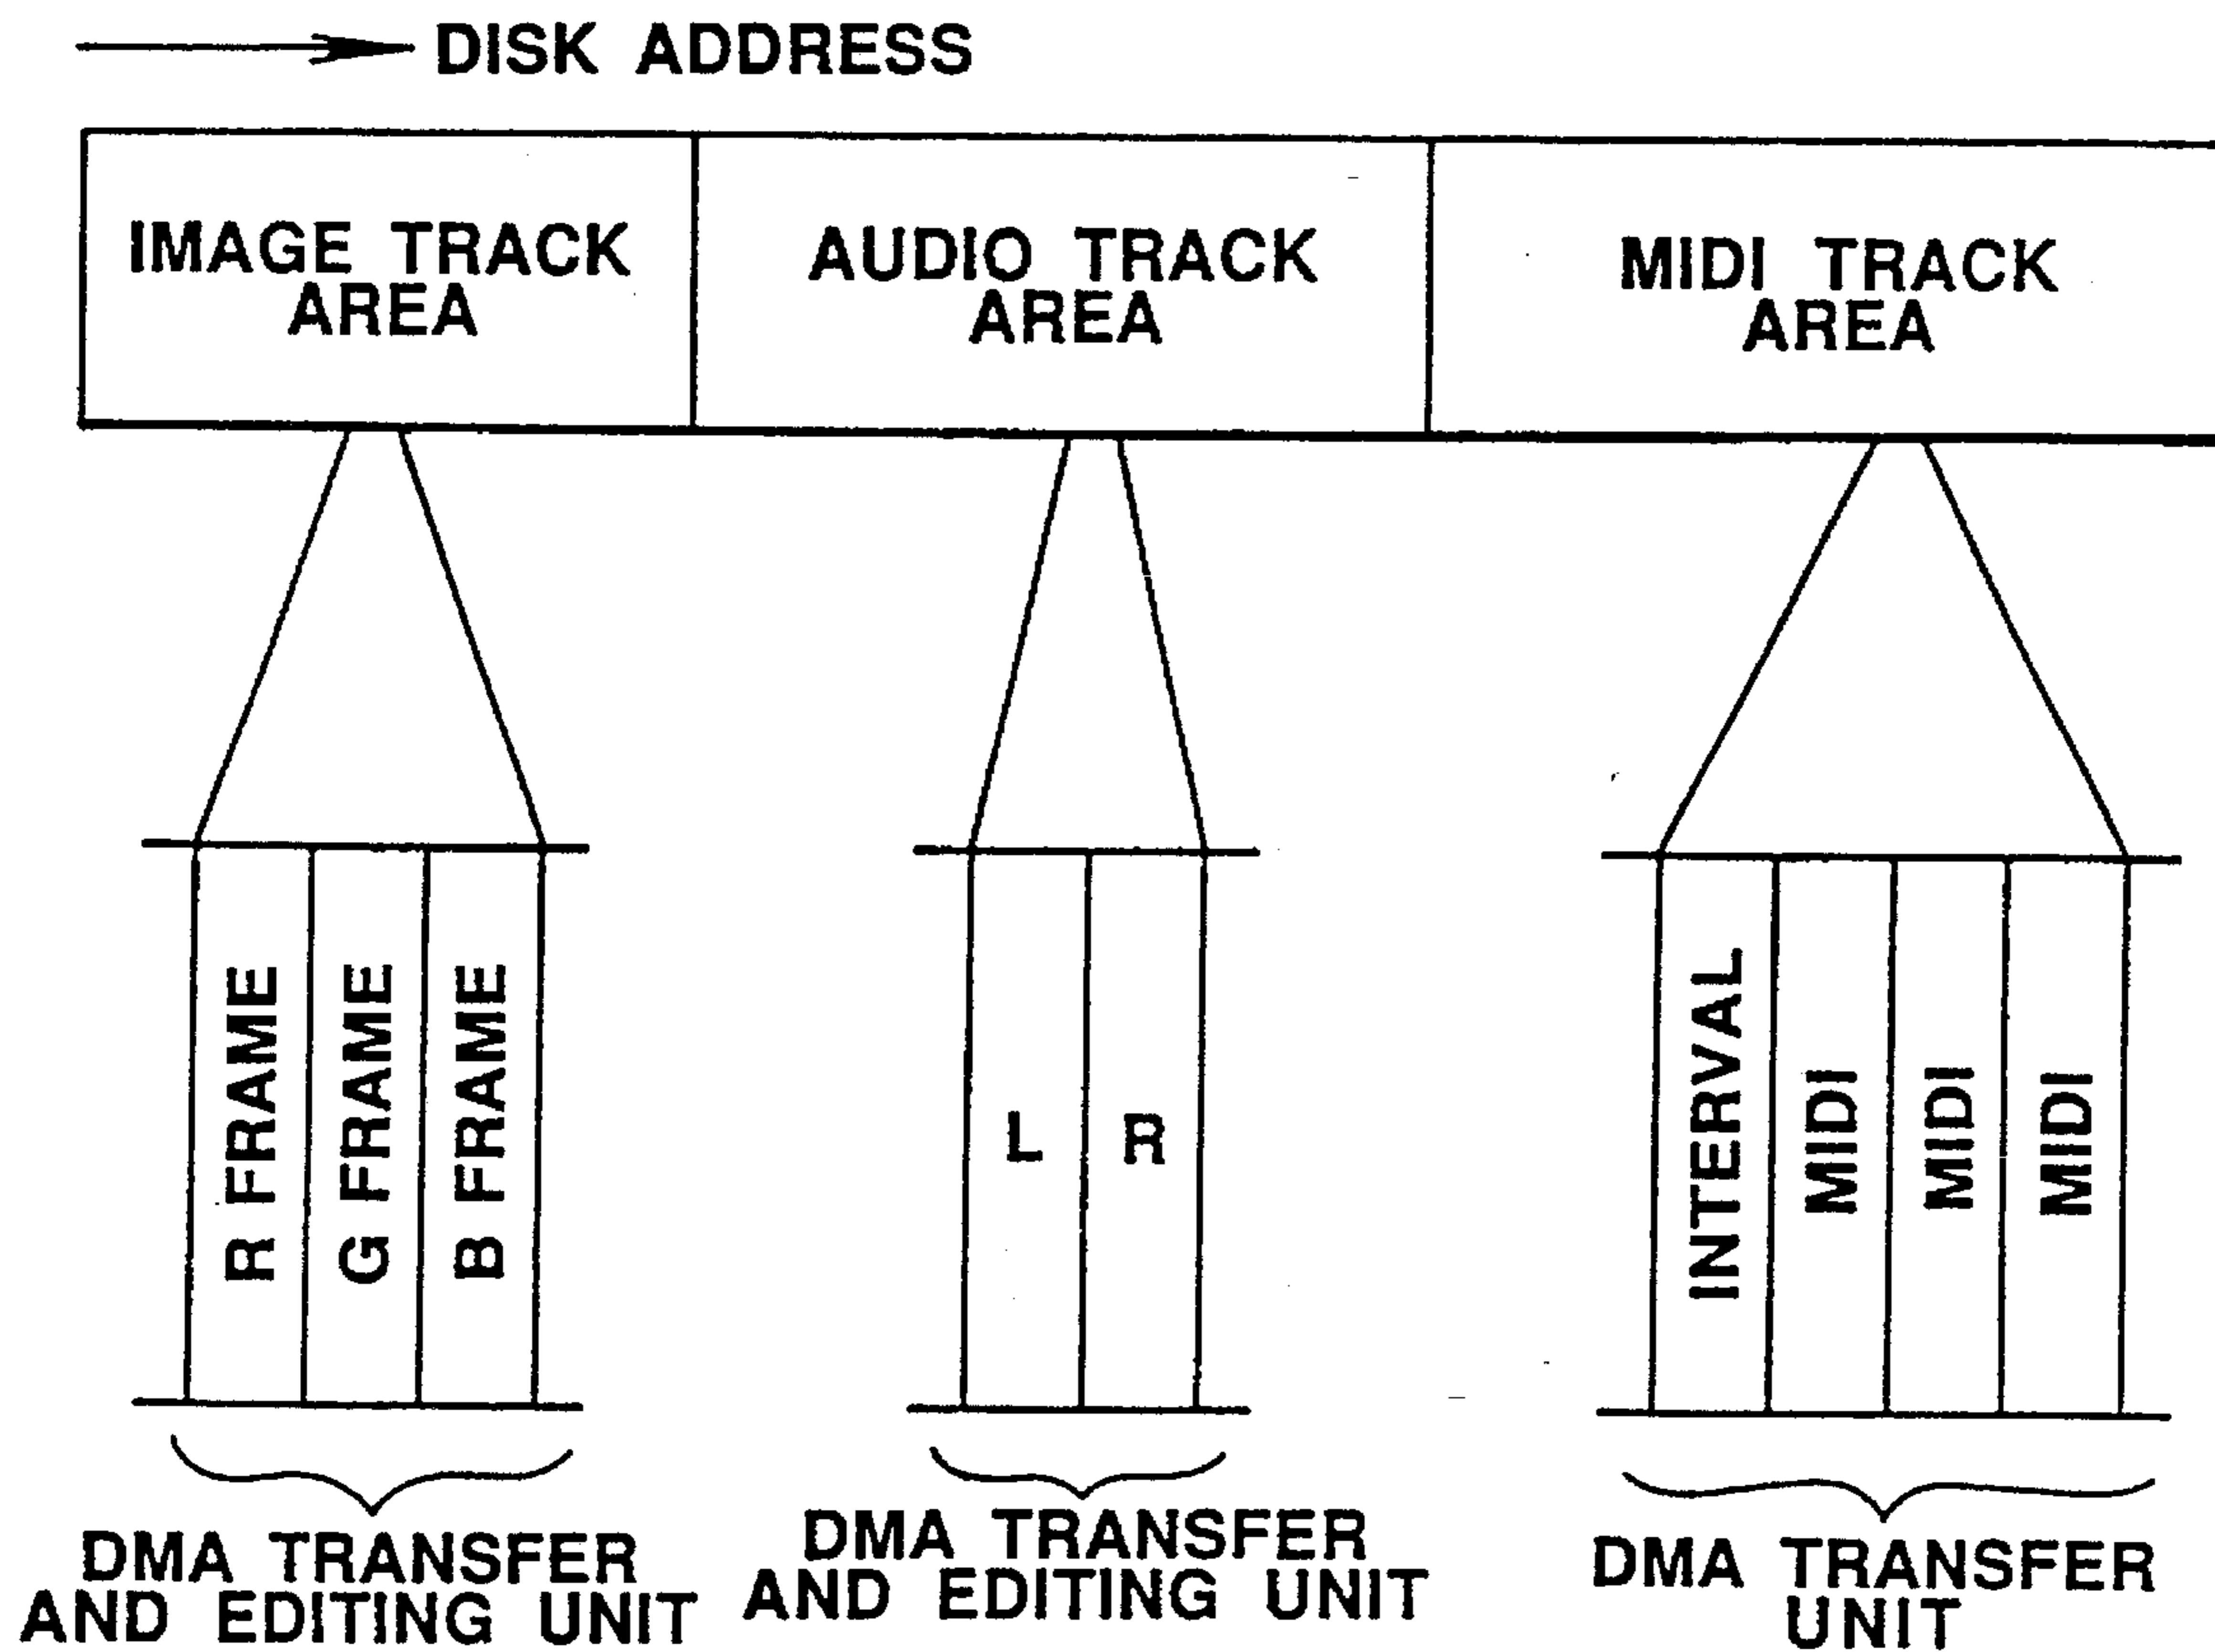 DISK ADDRESS
IMAGE TRACK
AREA
AUDIO TRACK
AREA
MIDI TRACK
AREA
R FRAME
G FRAME
B FRAME
L
R
INTERVAL
MIDI
MIDI
MIDI
DMA TRANSFER
AND EDITING UNIT
DMA TRANSFER
AND EDITING UNIT
DMA TRANSFER
UNIT